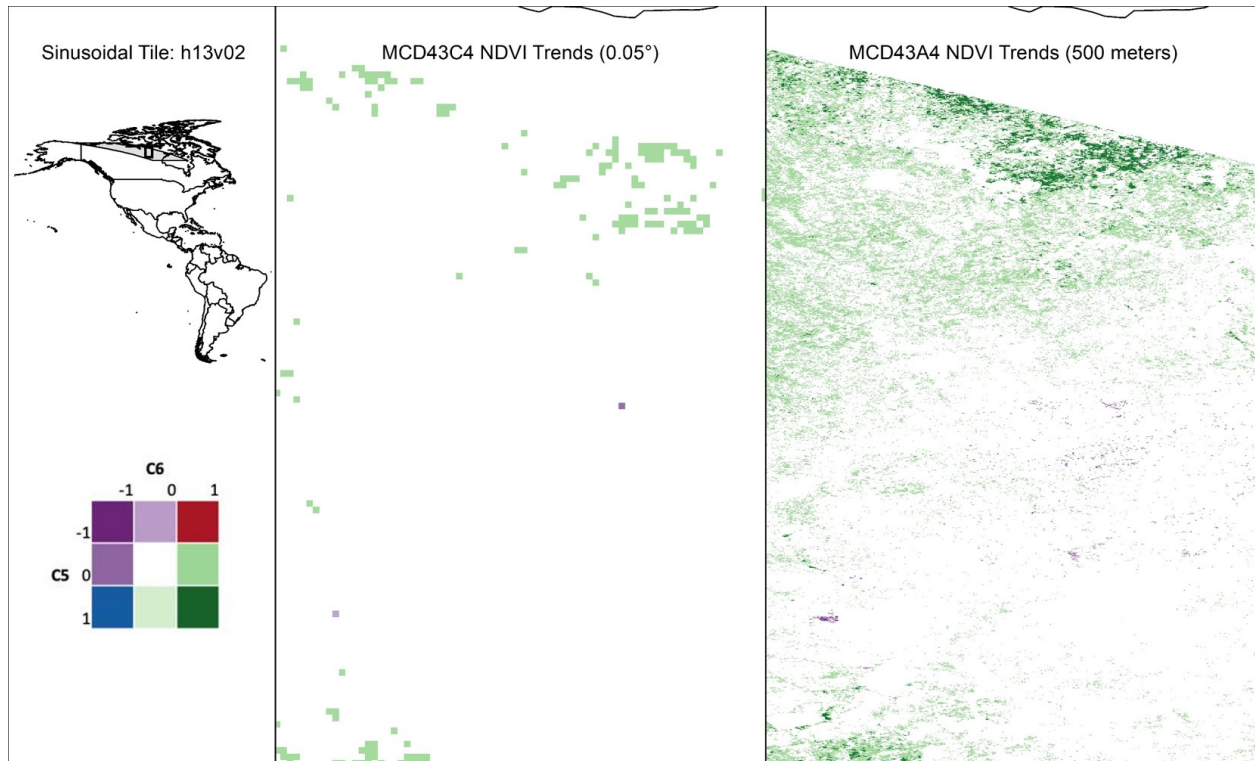 Sinusoidal Tile: h13v02
MCD43C4 NDVI Trends (0.05°)
MCD43A4 NDVI Trends (500 meters)
C6
-1 0 1
-1
C5 0
1